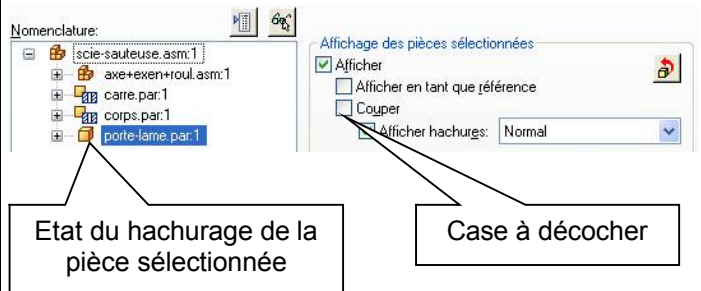 Nomenclature:
scie-sauteuse.asm:1
axe+exen+roul.asm:1
carre.par:1
corps.par:1
porte-lame.par:1
Affichage des pièces sélectionnées
Afficher
Afficher en tant que référence
Couper
Afficher hachures: Normal
Etat du hachurage de la
pièce sélectionnée
Case à décocher